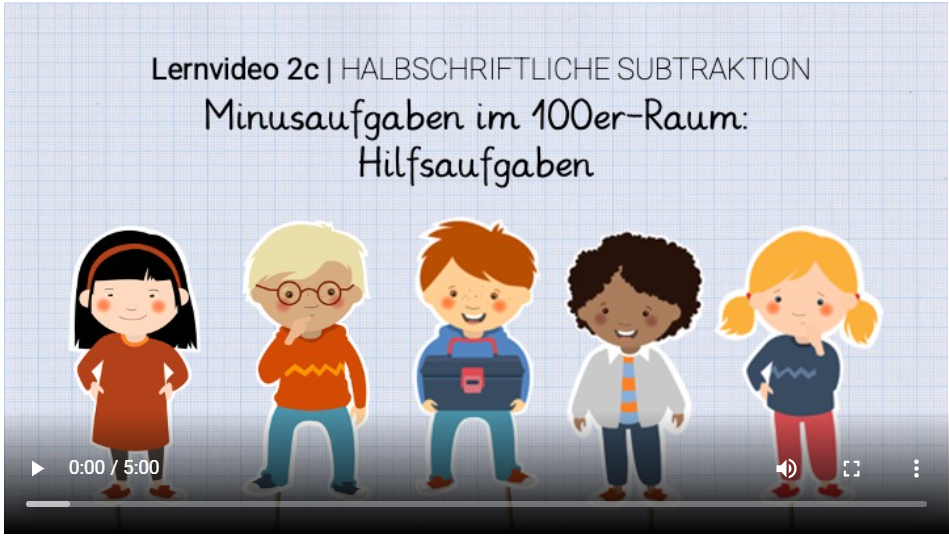 Lernvideo 2c | HALBSCHRIFTLICHE SUBTRAKTION
Minusaufgaben im 100er-Raum:
Hilfsaufgaben
0:00 / 5:00